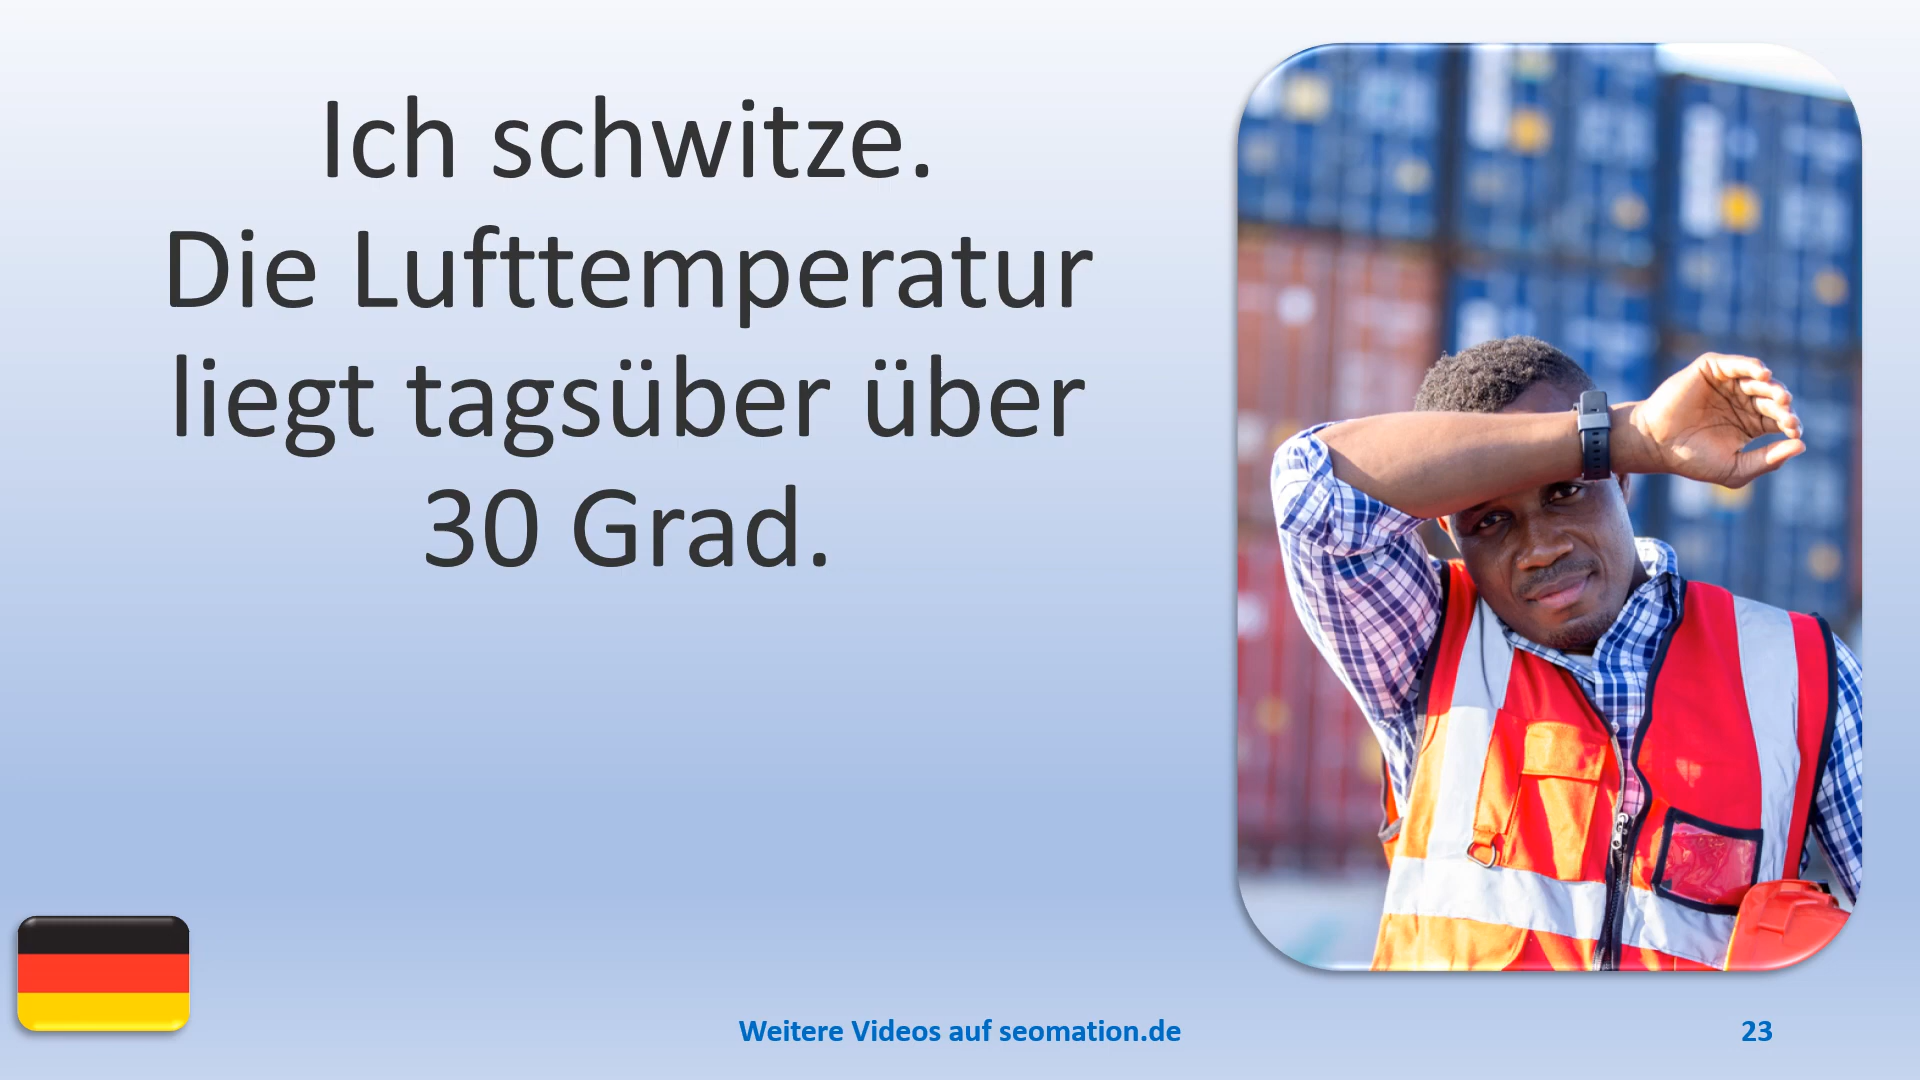 Ich schwitze.
Die Lufttemperatur
liegt tagsüber über
30 Grad.
Weitere Videos auf seomation.de
23